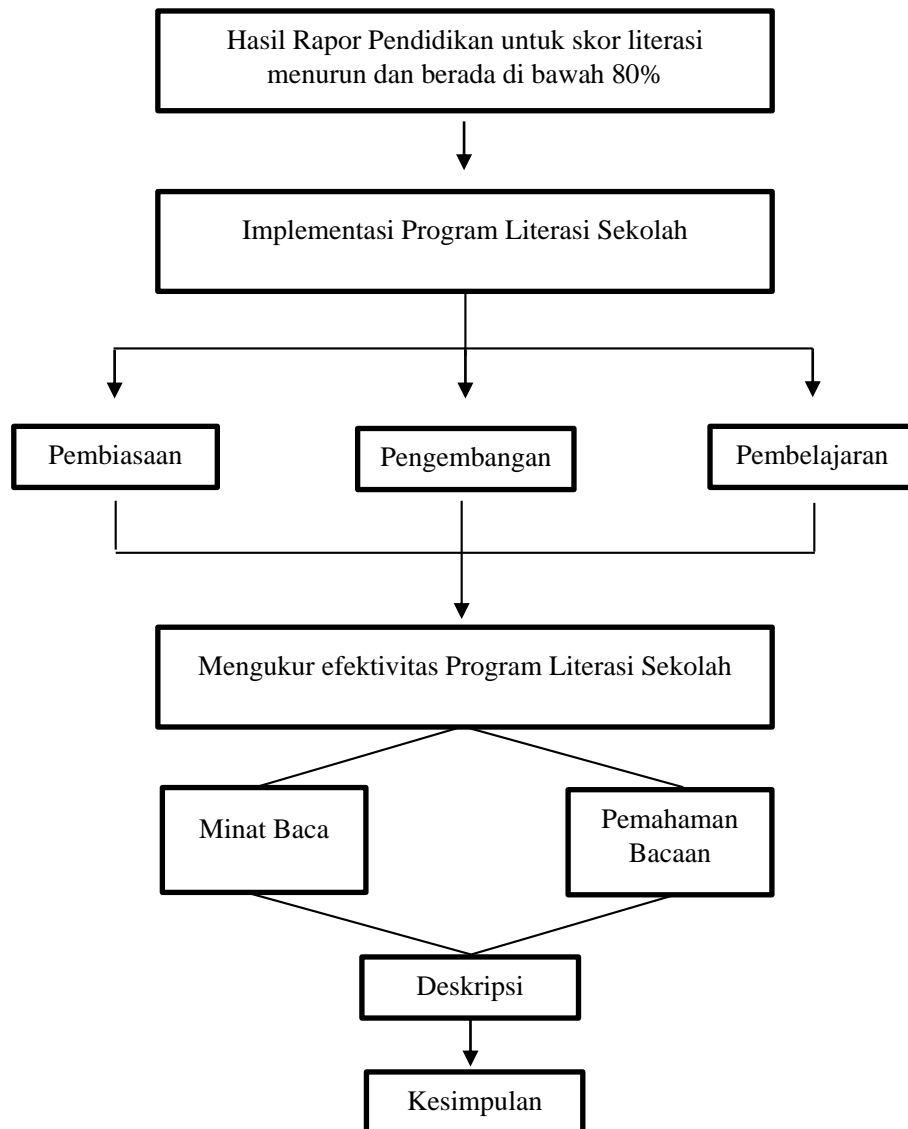 Hasil Rapor Pendidikan untuk skor literasi
menurun dan berada di bawah 80%
Implementasi Program Literasi Sekolah
Pembiasaan
Pengembangan
Pembelajaran
Mengukur efektivitas Program Literasi Sekolah
Minat Baca
Pemahaman
Bacaan
Deskripsi
Kesimpulan